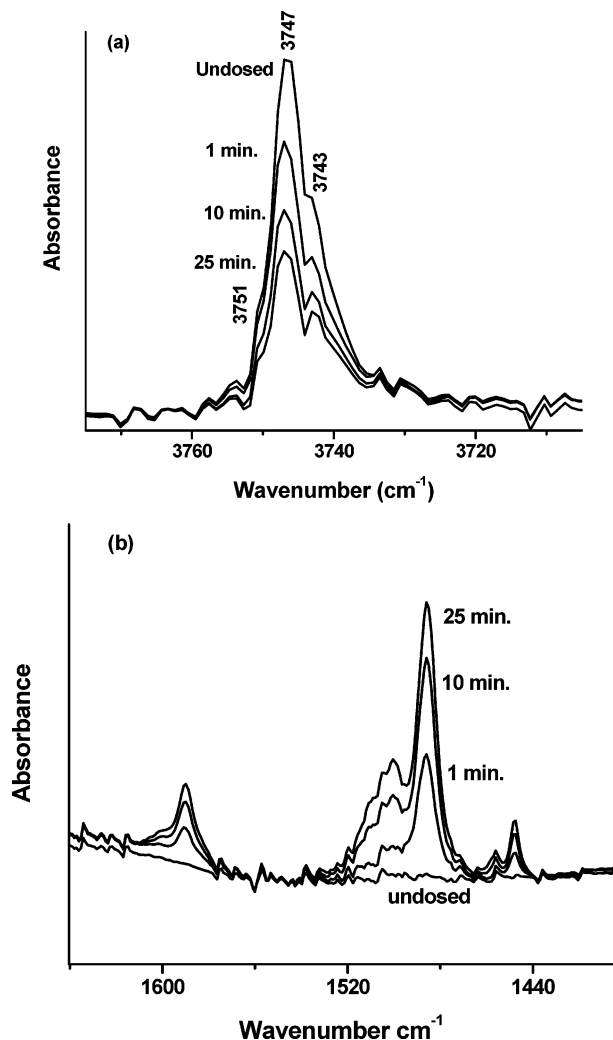 (a)
3747
Undosed
1 min.
3743
10 min.
25 min.
3751
Absorbance
3760
3740
3720
Wavenumber (cm-1)
(b)
25 min.
10 min.
1 min.
undosed
Absorbance
1600
1520
1440
Wavenumber cm-1